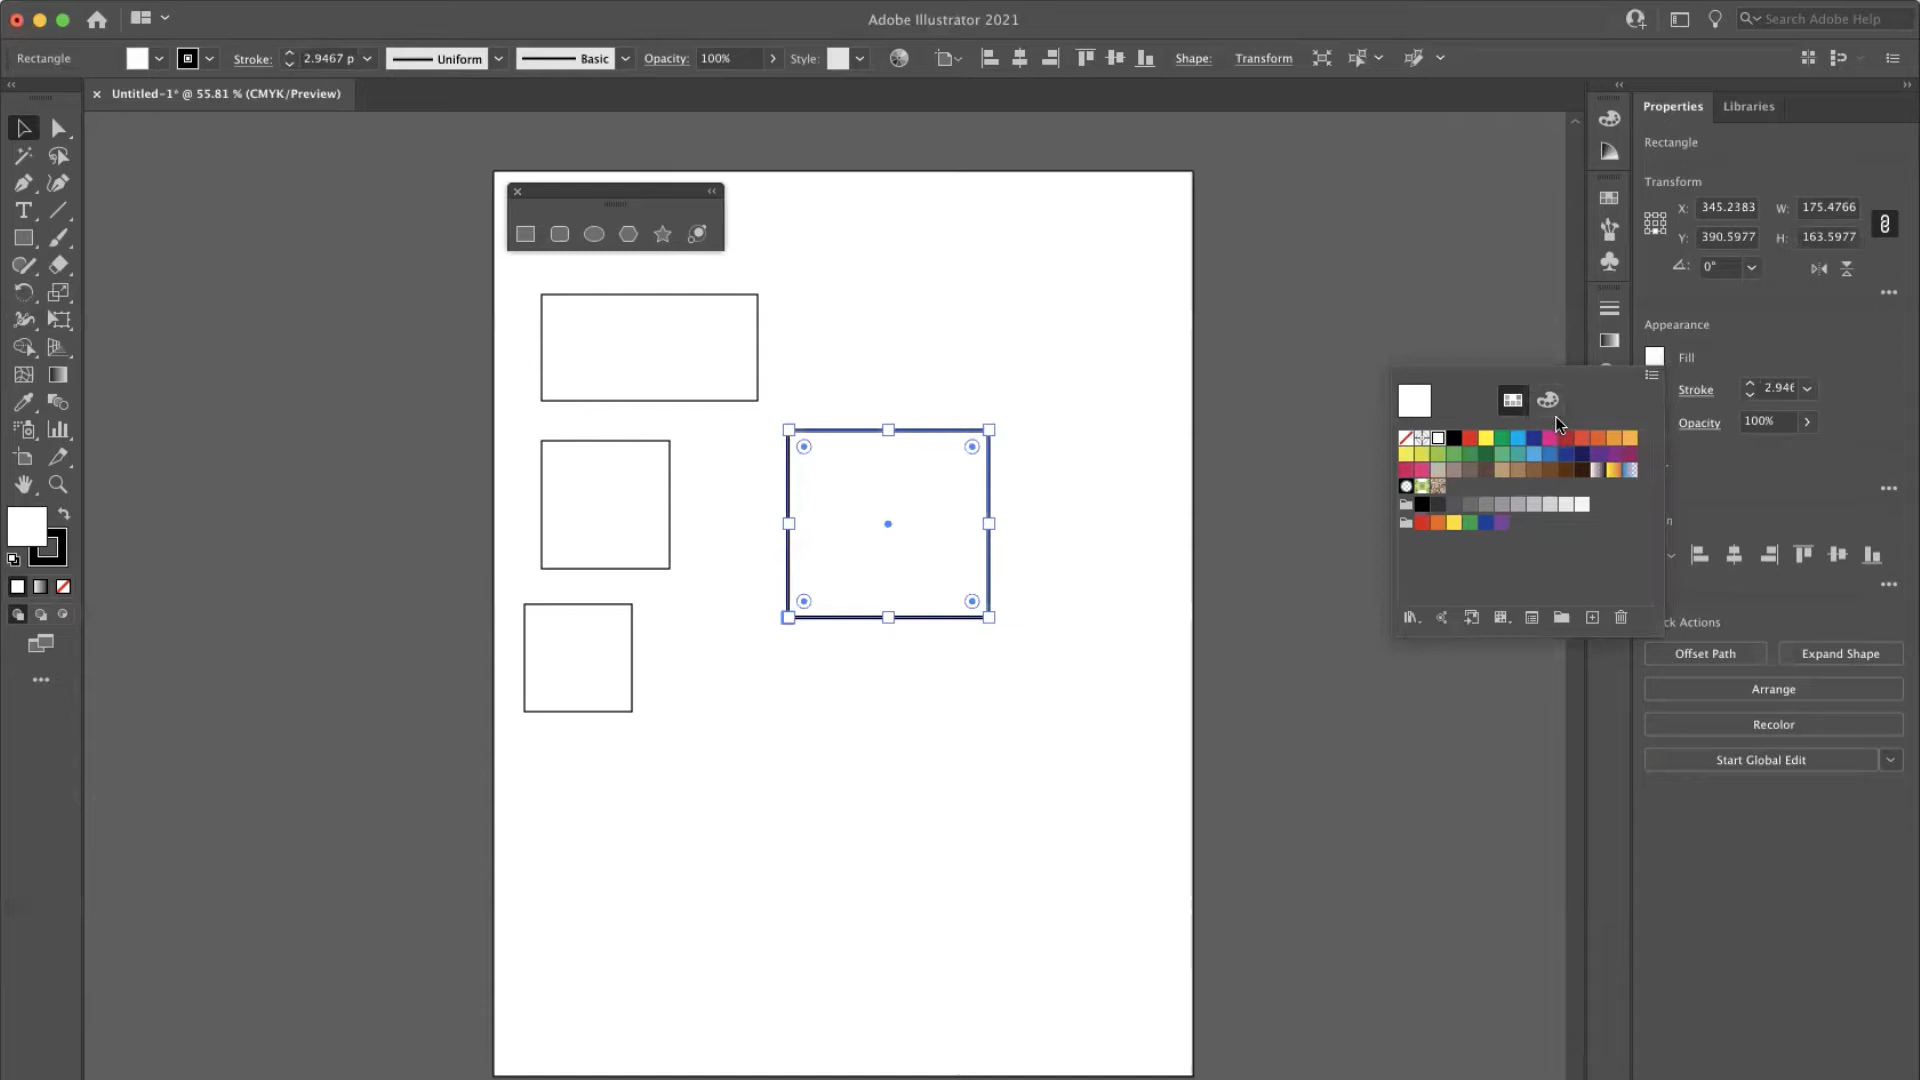 Adobe Illustrator 2021
Search Adobe Help
Rectangle
Stroke:
2.9467 p
Uniform
Basic
Opacity:
100%
Style:
Shape:
Transform
Untitled-1* @ 55.81 % (CMYK/Preview)
Properties
Libraries
Rectangle
Transform
X: 345.2383 W: 175.4766
Y: 390.5977 H: 163.5977
0°
Appearance
Fill
Stroke
2.946
Opacity
100%
n
ck Actions
Offset Path
Expand Shape
Arrange
Recolor
Start Global Edit